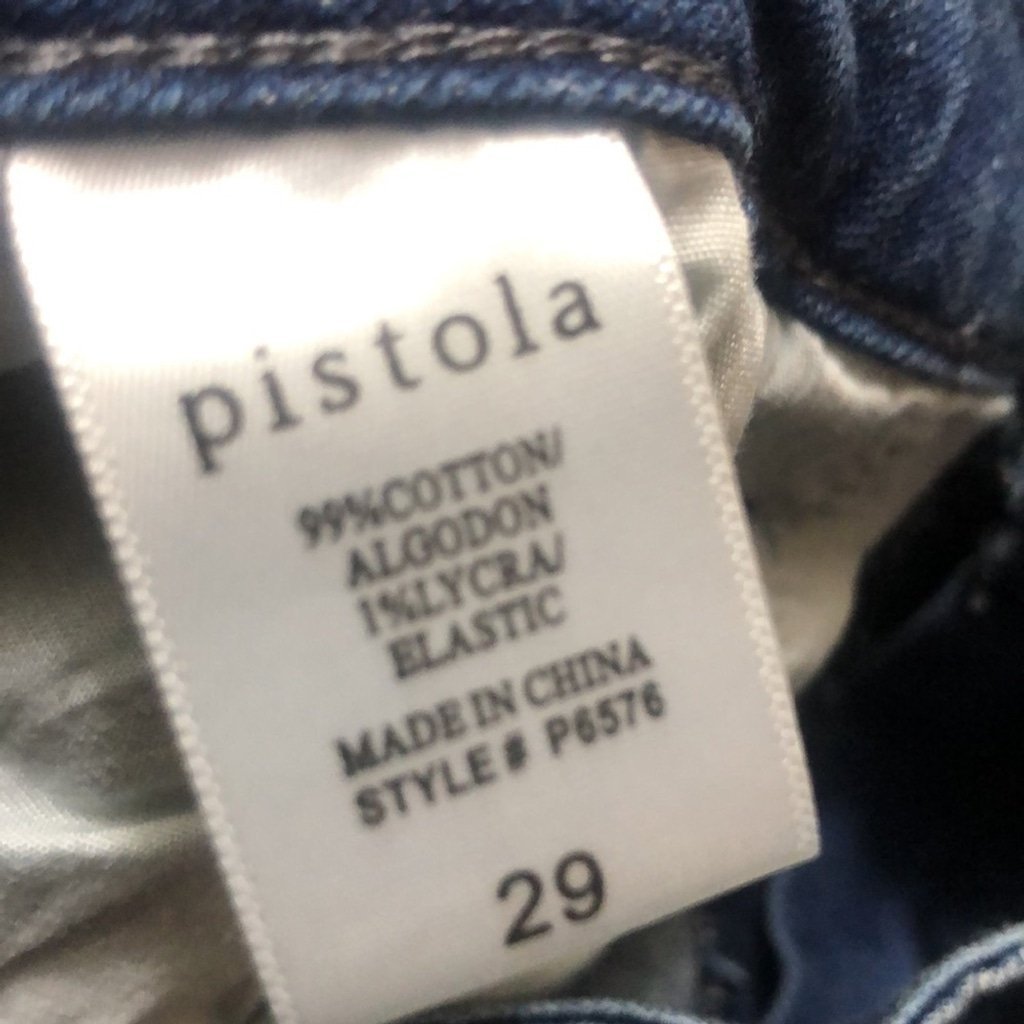 pistola
99%COTTON/
ALGODON
1%LYCRA/
ELASTIC
MADE IN CHINA
STYLE# P6576
29